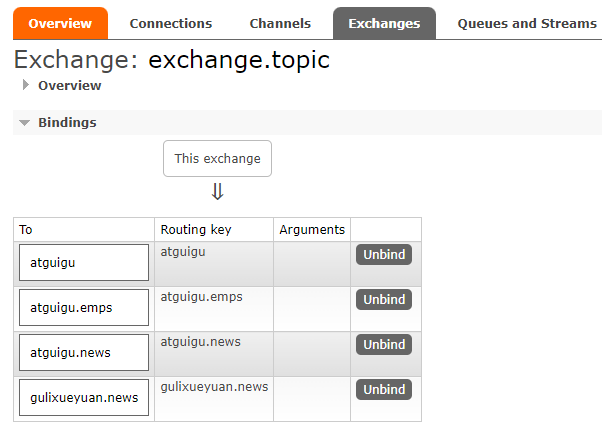 Overview Connections Channels Exchanges Queues and Streams
Exchange: exchange.topic
Overview
Bindings
This exchange
⇓
To Routing key Arguments
atguigu atguigu Unbind
atguigu.emps atguigu.emps Unbind
atguigu.news atguigu.news Unbind
gulixueyuan.news gulixueyuan.news Unbind